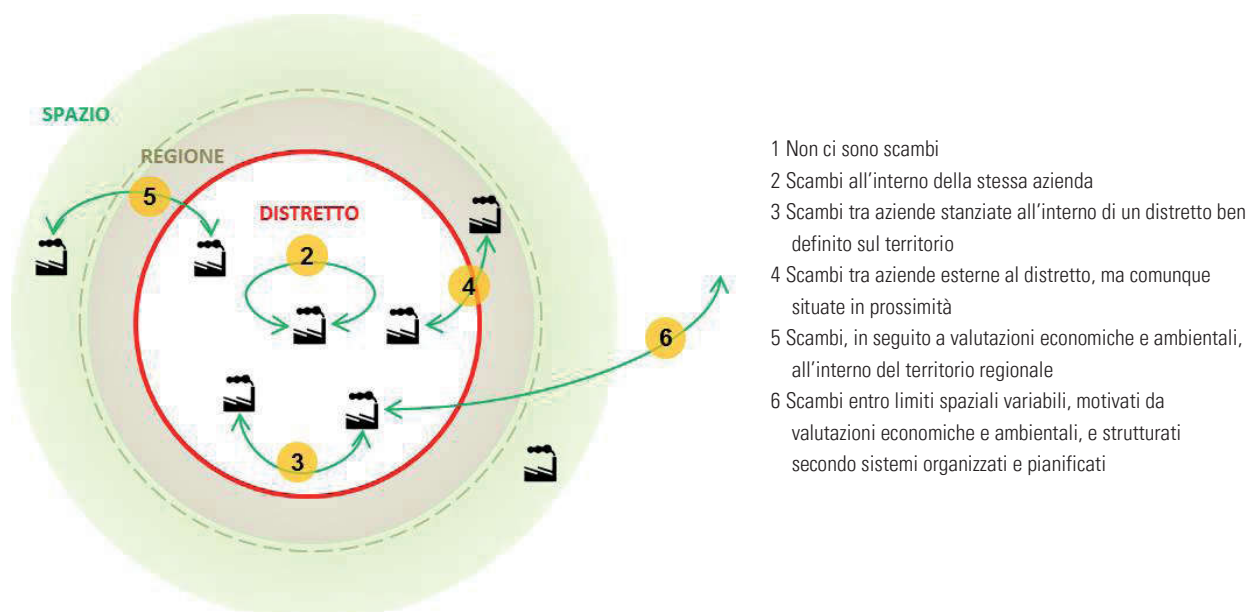 SPAZIO
REGIONE
5
DISTRETTO
2
4
6
3
1 Non ci sono scambi
2 Scambi all’interno della stessa azienda
3 Scambi tra aziende stanziate all’interno di un distretto ben
definito sul territorio
4 Scambi tra aziende esterne al distretto, ma comunque
situate in prossimità
5 Scambi, in seguito a valutazioni economiche e ambientali,
all’interno del territorio regionale
6 Scambi entro limiti spaziali variabili, motivati da
valutazioni economiche e ambientali, e strutturati
secondo sistemi organizzati e pianificati